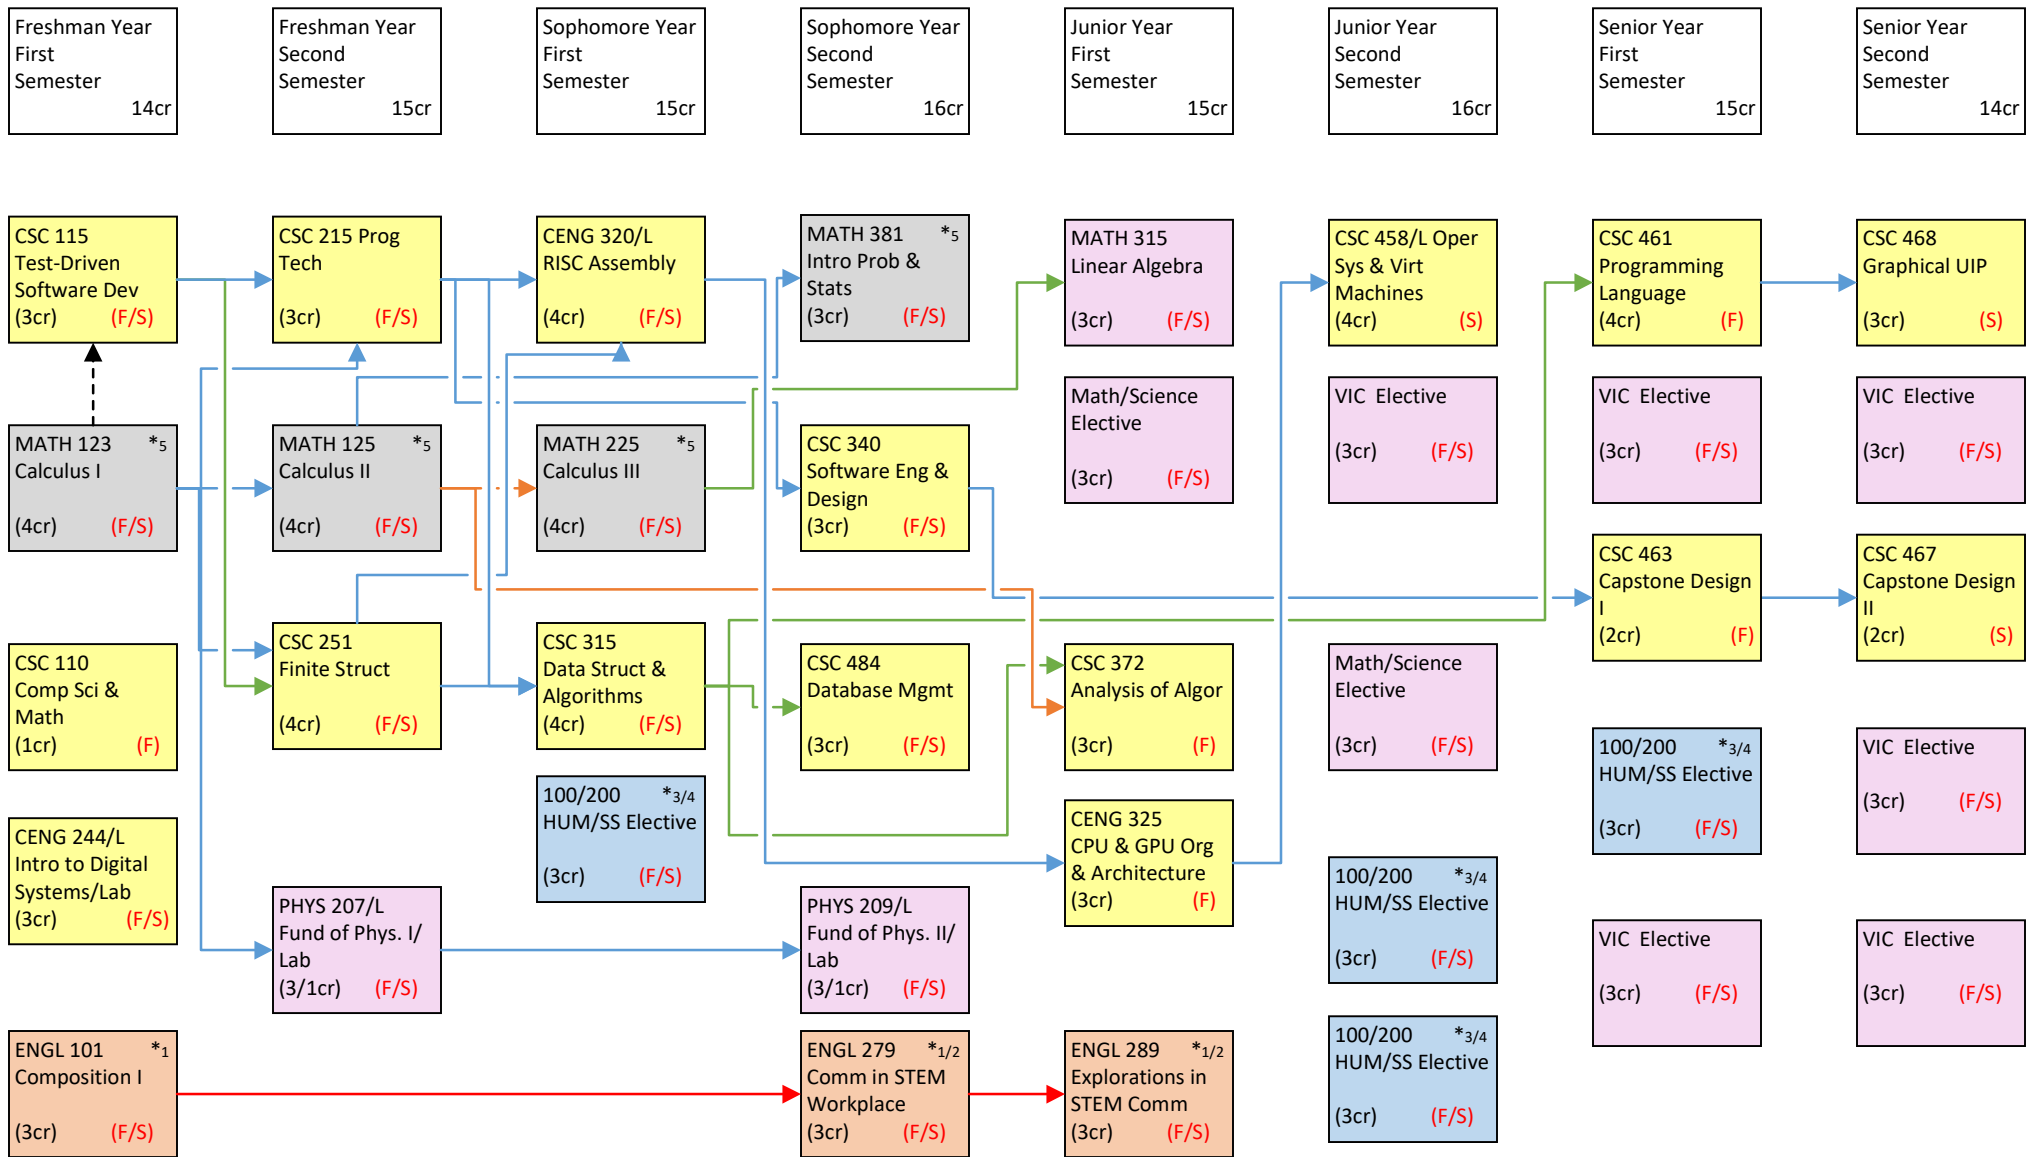 Freshman Year
First
Semester
14cr
Freshman Year
Second
Semester
15cr
Sophomore Year
First
Semester
15cr
Sophomore Year
Second
Semester
16cr
Junior Year
First
Semester
15cr
Junior Year
Second
Semester
16cr
Senior Year
First
Semester
15cr
Senior Year
Second
Semester
14cr
CSC 115
Test-Driven
Software Dev
(3cr) (F/S)
CSC 215 Prog
Tech
(3cr) (F/S)
CENG 320/L
RISC Assembly
(4cr) (F/S)
MATH 381 *5
Intro Prob &
Stats
(3cr) (F/S)
MATH 315
Linear Algebra
(3cr) (F/S)
CSC 458/L Oper
Sys & Virt
Machines
(4cr) (S)
CSC 461
Programming
Language
(4cr) (F)
CSC 468
Graphical UIP
(3cr) (S)
Math/Science
Elective
(3cr) (F/S)
VIC Elective
(3cr) (F/S)
VIC Elective
(3cr) (F/S)
VIC Elective
(3cr) (F/S)
MATH 123 *5
Calculus I
(4cr) (F/S)
MATH 125 *5
Calculus II
(4cr) (F/S)
MATH 225 *5
Calculus III
(4cr) (F/S)
CSC 340
Software Eng &
Design
(3cr) (F/S)
CSC 463
Capstone Design
I
(2cr) (F)
CSC 467
Capstone Design
II
(2cr) (S)
CSC 110
Comp Sci &
Math
(1cr) (F)
CSC 251
Finite Struct
(4cr) (F/S)
CSC 315
Data Struct &
Algorithms
(4cr) (F/S)
CSC 484
Database Mgmt
(3cr) (F/S)
CSC 372
Analysis of Algor
(3cr) (F)
Math/Science
Elective
(3cr) (F/S)
100/200 *3/4
HUM/SS Elective
(3cr) (F/S)
VIC Elective
(3cr) (F/S)
CENG 244/L
Intro to Digital
Systems/Lab
(3cr) (F/S)
100/200 *3/4
HUM/SS Elective
(3cr) (F/S)
CENG 325
CPU & GPU Org
& Architecture
(3cr) (F)
100/200 *3/4
HUM/SS Elective
(3cr) (F/S)
PHYS 207/L
Fund of Phys. I/
Lab
(3/1cr) (F/S)
PHYS 209/L
Fund of Phys. II/
Lab
(3/1cr) (F/S)
VIC Elective
(3cr) (F/S)
VIC Elective
(3cr) (F/S)
ENGL 101 *1
Composition I
(3cr) (F/S)
ENGL 279 *1/2
Comm in STEM
Workplace
(3cr) (F/S)
ENGL 289 *1/2
Explorations in
STEM Comm
(3cr) (F/S)
100/200 *3/4
HUM/SS Elective
(3cr) (F/S)